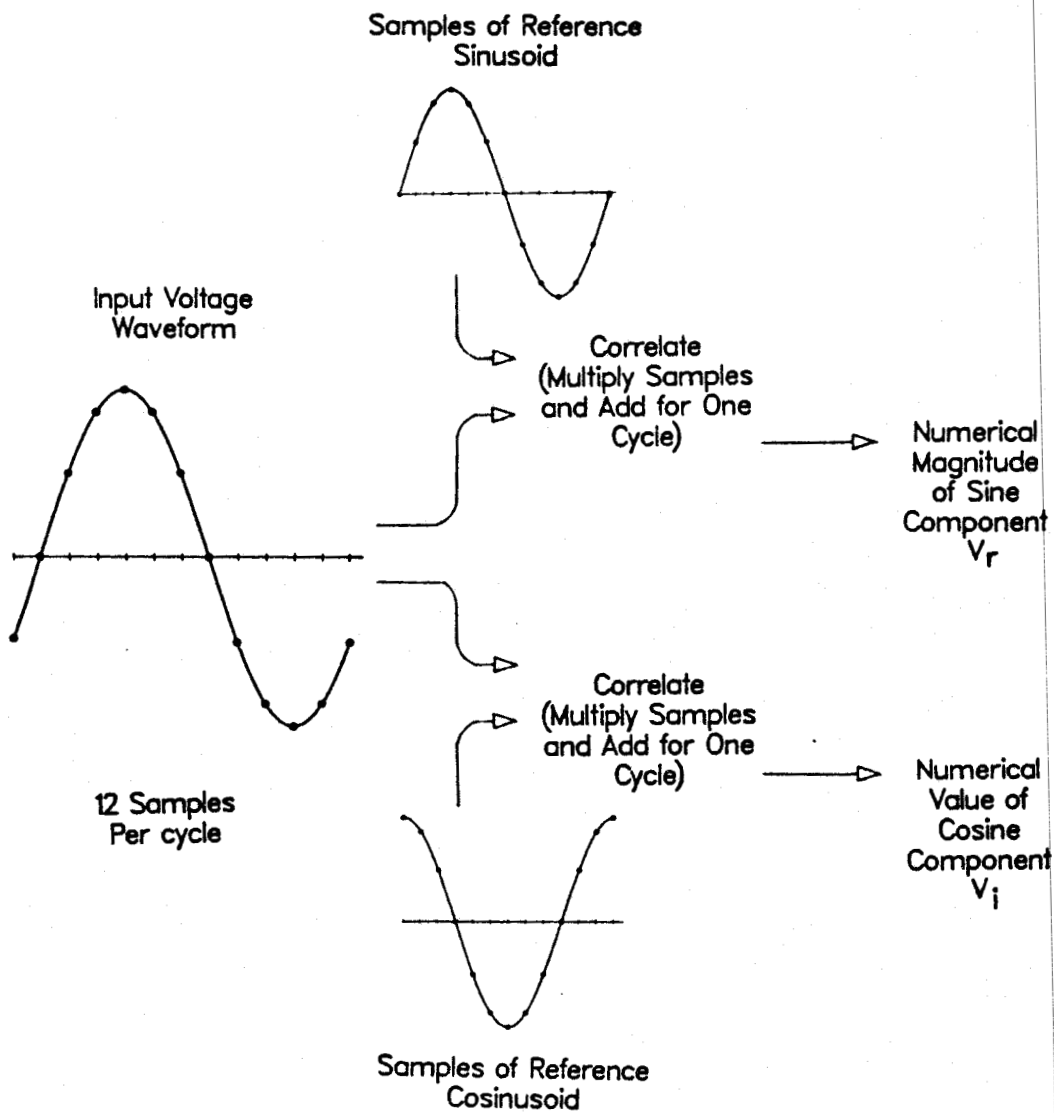 Samples of Reference
Sinusoid
Input Voltage
Waveform
Correlate
(Multiply Samples
and Add for One
Cycle)
Numerical
Magnitude
of Sine
Component
Vr
Correlate
(Multiply Samples
and Add for One
Cycle)
Numerical
Value of
Cosine
Component
Vi
12 Samples
Per cycle
Samples of Reference
Cosinusoid